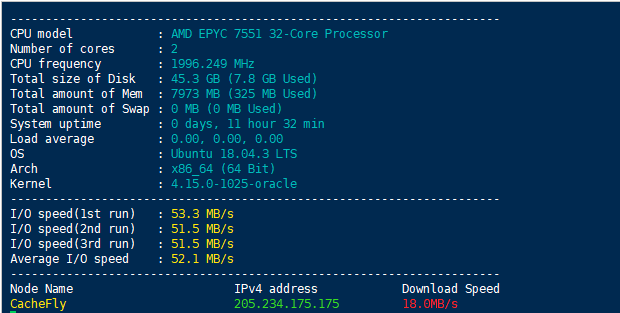 ----------------------------------------------------------------------
CPU model            : AMD EPYC 7551 32-Core Processor
Number of cores      : 2
CPU frequency        : 1996.249 MHz
Total size of Disk   : 45.3 GB (7.8 GB Used)
Total amount of Mem  : 7973 MB (325 MB Used)
Total amount of Swap : 0 MB (0 MB Used)
System uptime        : 0 days, 11 hour 32 min
Load average         : 0.00, 0.00, 0.00
OS                   : Ubuntu 18.04.3 LTS
Arch                 : x86_64 (64 Bit)
Kernel               : 4.15.0-1025-oracle
----------------------------------------------------------------------
I/O speed(1st run)   : 53.3 MB/s
I/O speed(2nd run)   : 51.5 MB/s
I/O speed(3rd run)   : 51.5 MB/s
Average I/O speed    : 52.1 MB/s
----------------------------------------------------------------------
Node Name                       IPv4 address            Download Speed
CacheFly                        205.234.175.175         18.0MB/s